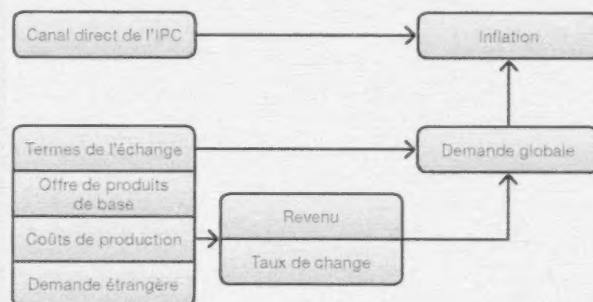 Canal direct de l'IPC
Inflation
Termes de l'échange
Demande globale
Offre de produits
de base
Revenu
Coûts de production
Taux de change
Demande étrangère